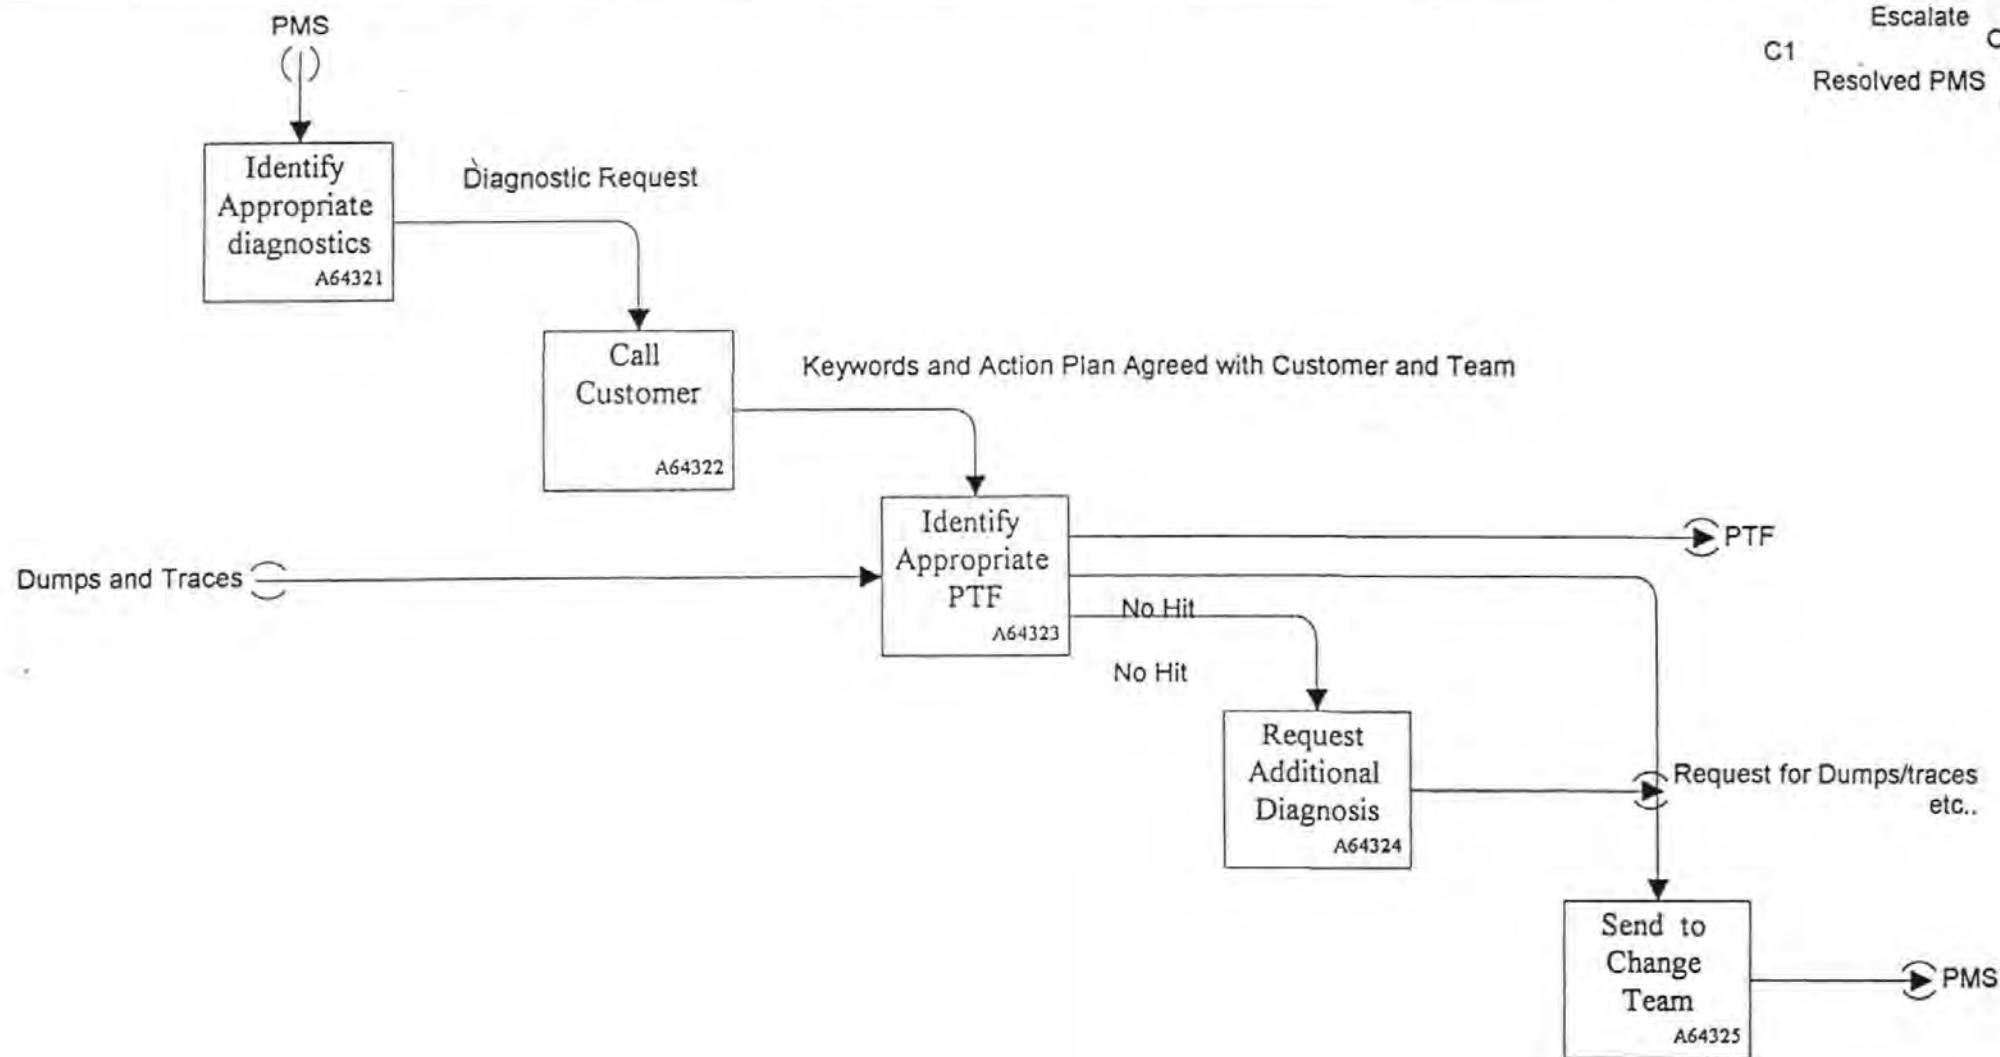 PMS
Escalate
C1
Resolved PMS
Identify
Appropriate
diagnostics
A64321
Diagnostic Request
Call
Customer
A64322
Keywords and Action Plan Agreed with Customer and Team
Identify
Appropriate
PTF
A64323
PTF
Dumps and Traces
No Hit
No Hit
Request
Additional
Diagnosis
A64324
Request for Dumps/traces
etc..
Send to
Change
Team
A64325
PMS